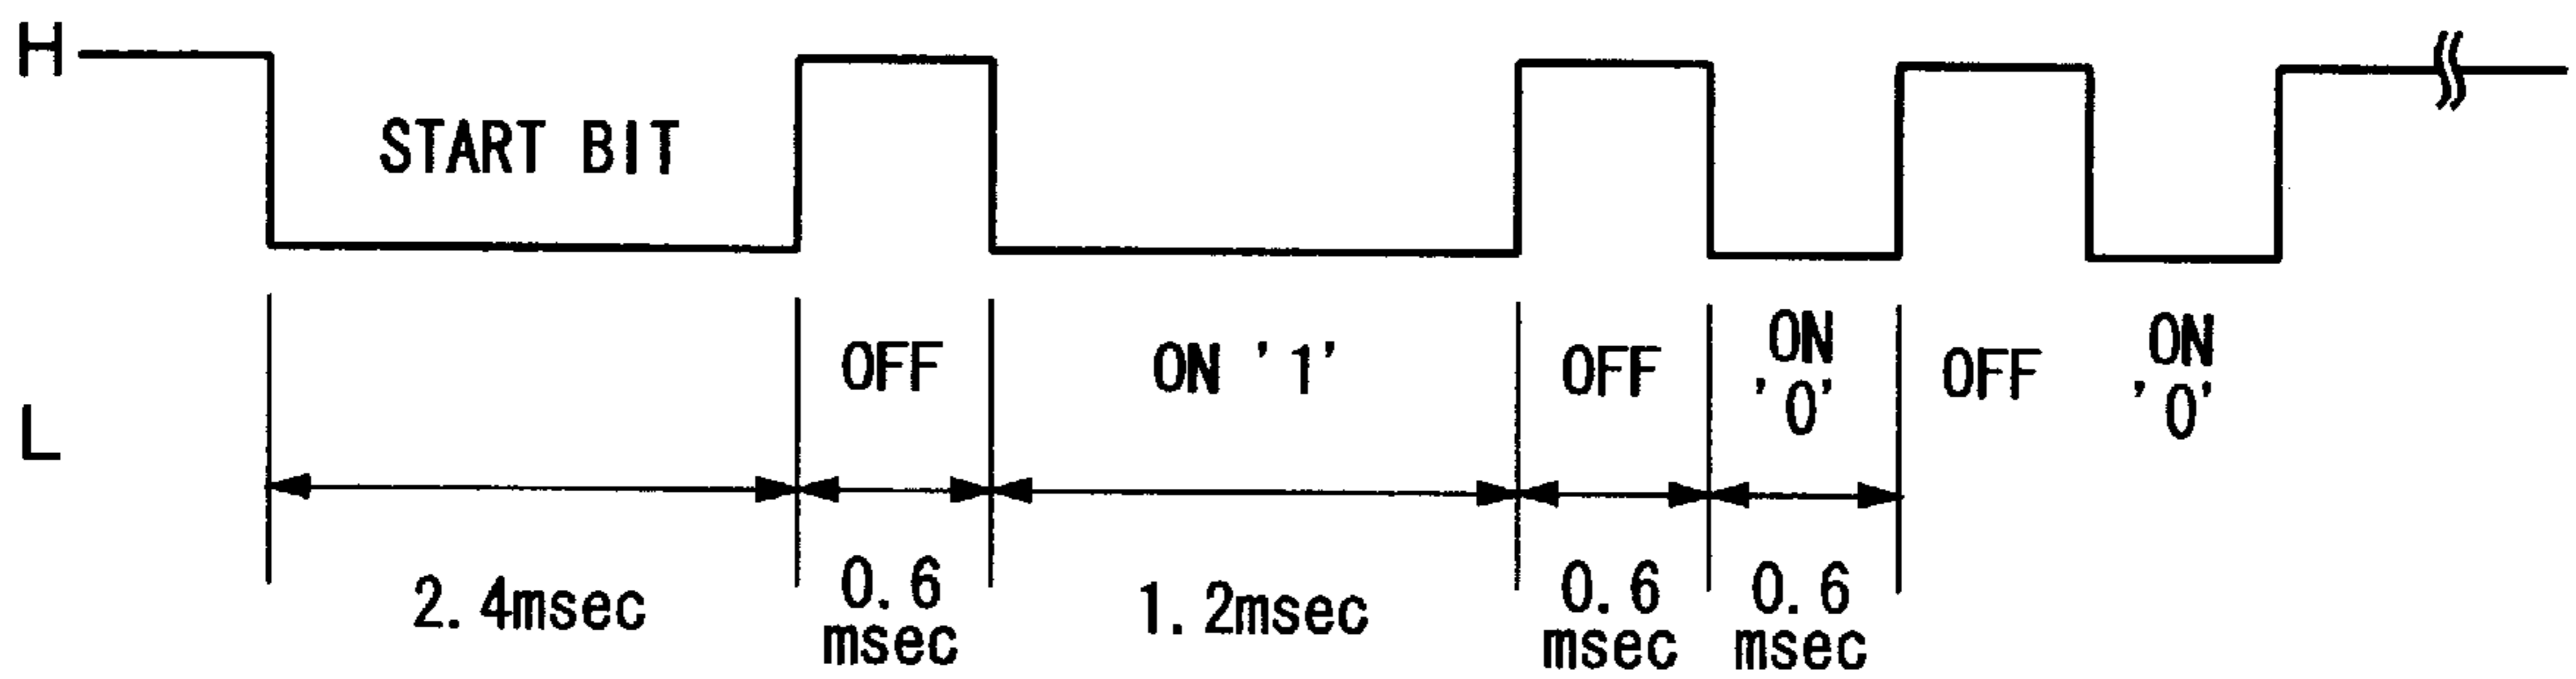 H
START BIT
L
OFF
ON '1'
OFF
ON
'0'
OFF
ON
'0'
2.4msec
0.6
msec
1.2msec
0.6
msec
0.6
msec